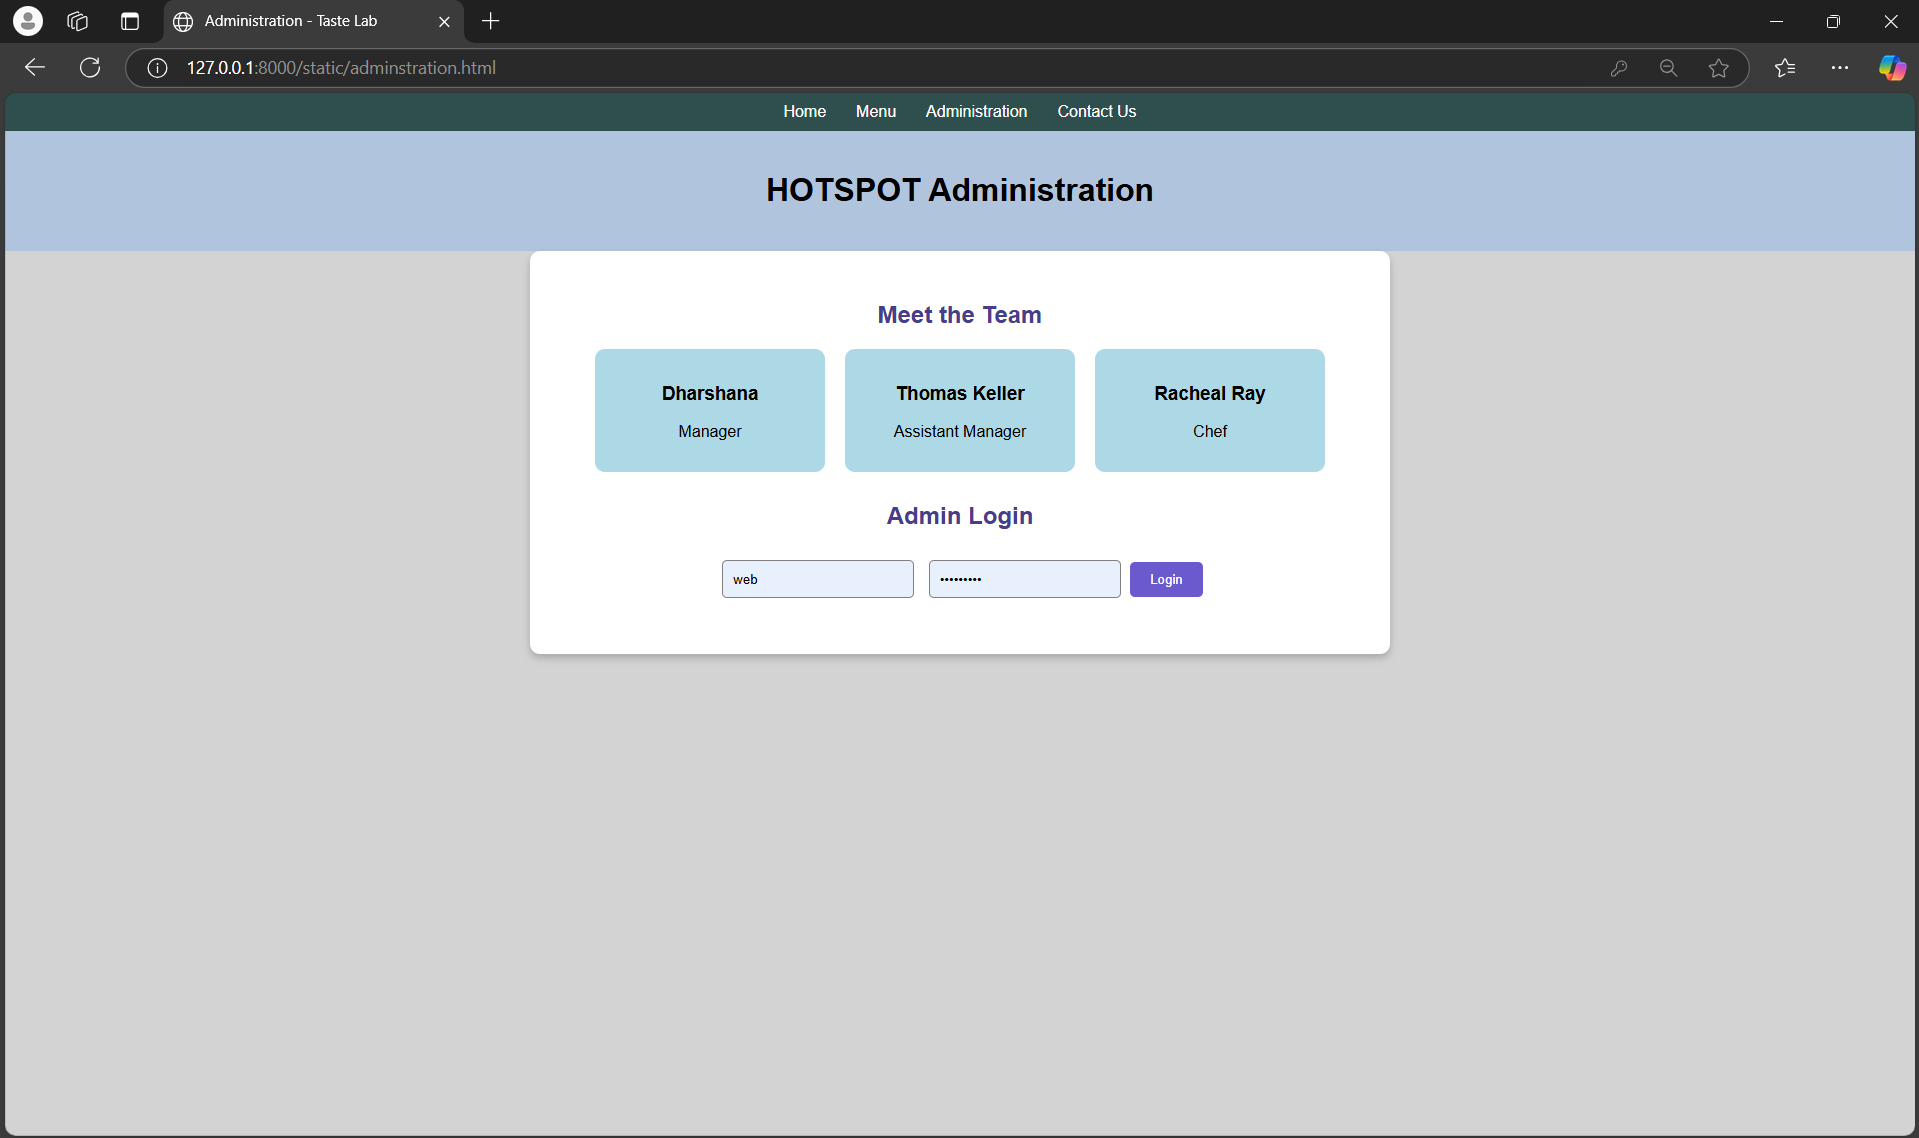 Administration - Taste Lab
127.0.0.1:8000/static/adminstration.html
Home Menu Administration Contact Us
HOTSPOT Administration
Meet the Team
Dharshana Thomas Keller Racheal Ray
Manager Assistant Manager Chef
Admin Login
web ••••••••• Login